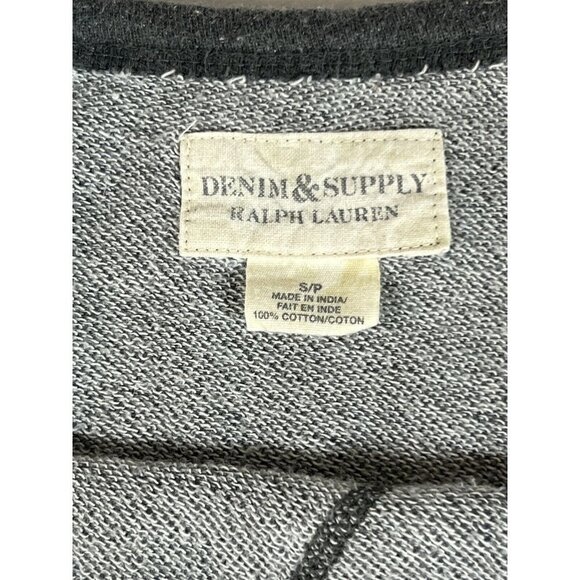 DENIM & SUPPLY
RALPH LAUREN
S/P
MADE IN INDIA/
FAIT EN INDE
100% COTTON/COTON